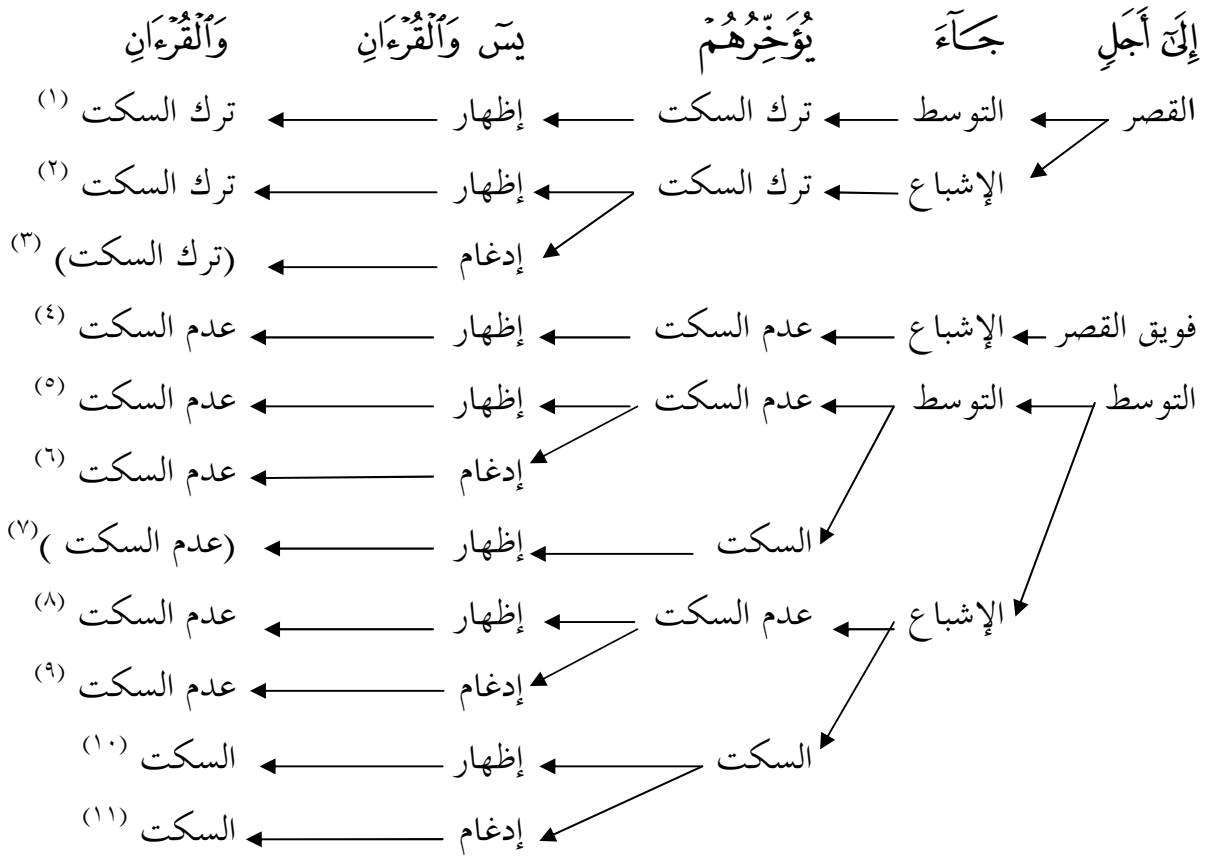 إِلَىٰٓ أَجَلٖ جَآءَ يُؤَخِّرُهُمۡ يسٓ وَٱلۡقُرۡءَانِ وَٱلۡقُرۡءَانِ
القصر التوسط ترك السكت إظهار ترك السكت (١)
الإشباع ترك السكت إظهار ترك السكت (٢)
إدغام (ترك السكت) (٣)
فويق القصر الإشباع عدم السكت إظهار عدم السكت (٤)
التوسط التوسط عدم السكت إظهار عدم السكت (٥)
إدغام عدم السكت (٦)
السكت إظهار (عدم السكت ) (٧)
الإشباع عدم السكت إظهار عدم السكت (٨)
إدغام عدم السكت (٩)
السكت إظهار السكت (١٠)
إدغام السكت (١١)